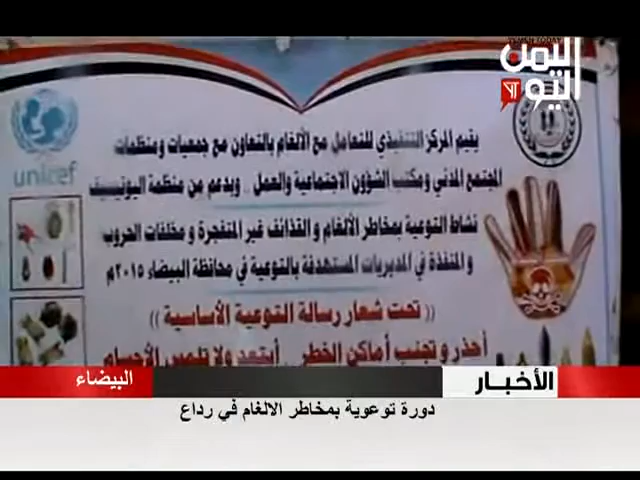 YEMEN TODAY
اليمن
اليوم
unicef
يقيم المركز التنفيذي للتعامل مع الألغام بالتعاون مع جمعيات ومنظمات
المجتمع المدني ومكتب الشؤون الاجتماعية والعمل .. وبدعم من منظمة اليونيسيف
نشاط التوعية بمخاطر الألغام و القذائف غير المتفجرة و مخلفات الحروب
و المنفذة في المديريات المستهدفة بالتوعية في محافظة البيضاء ٢٠١٥م
(( تحت شعار رسالة التوعية الأساسية ))
أحذر و تجنب أماكن الخطر .. أبتعد ولا تلمس الأجسام
الأخبار
البيضاء
دورة توعوية بمخاطر الالغام في رداع